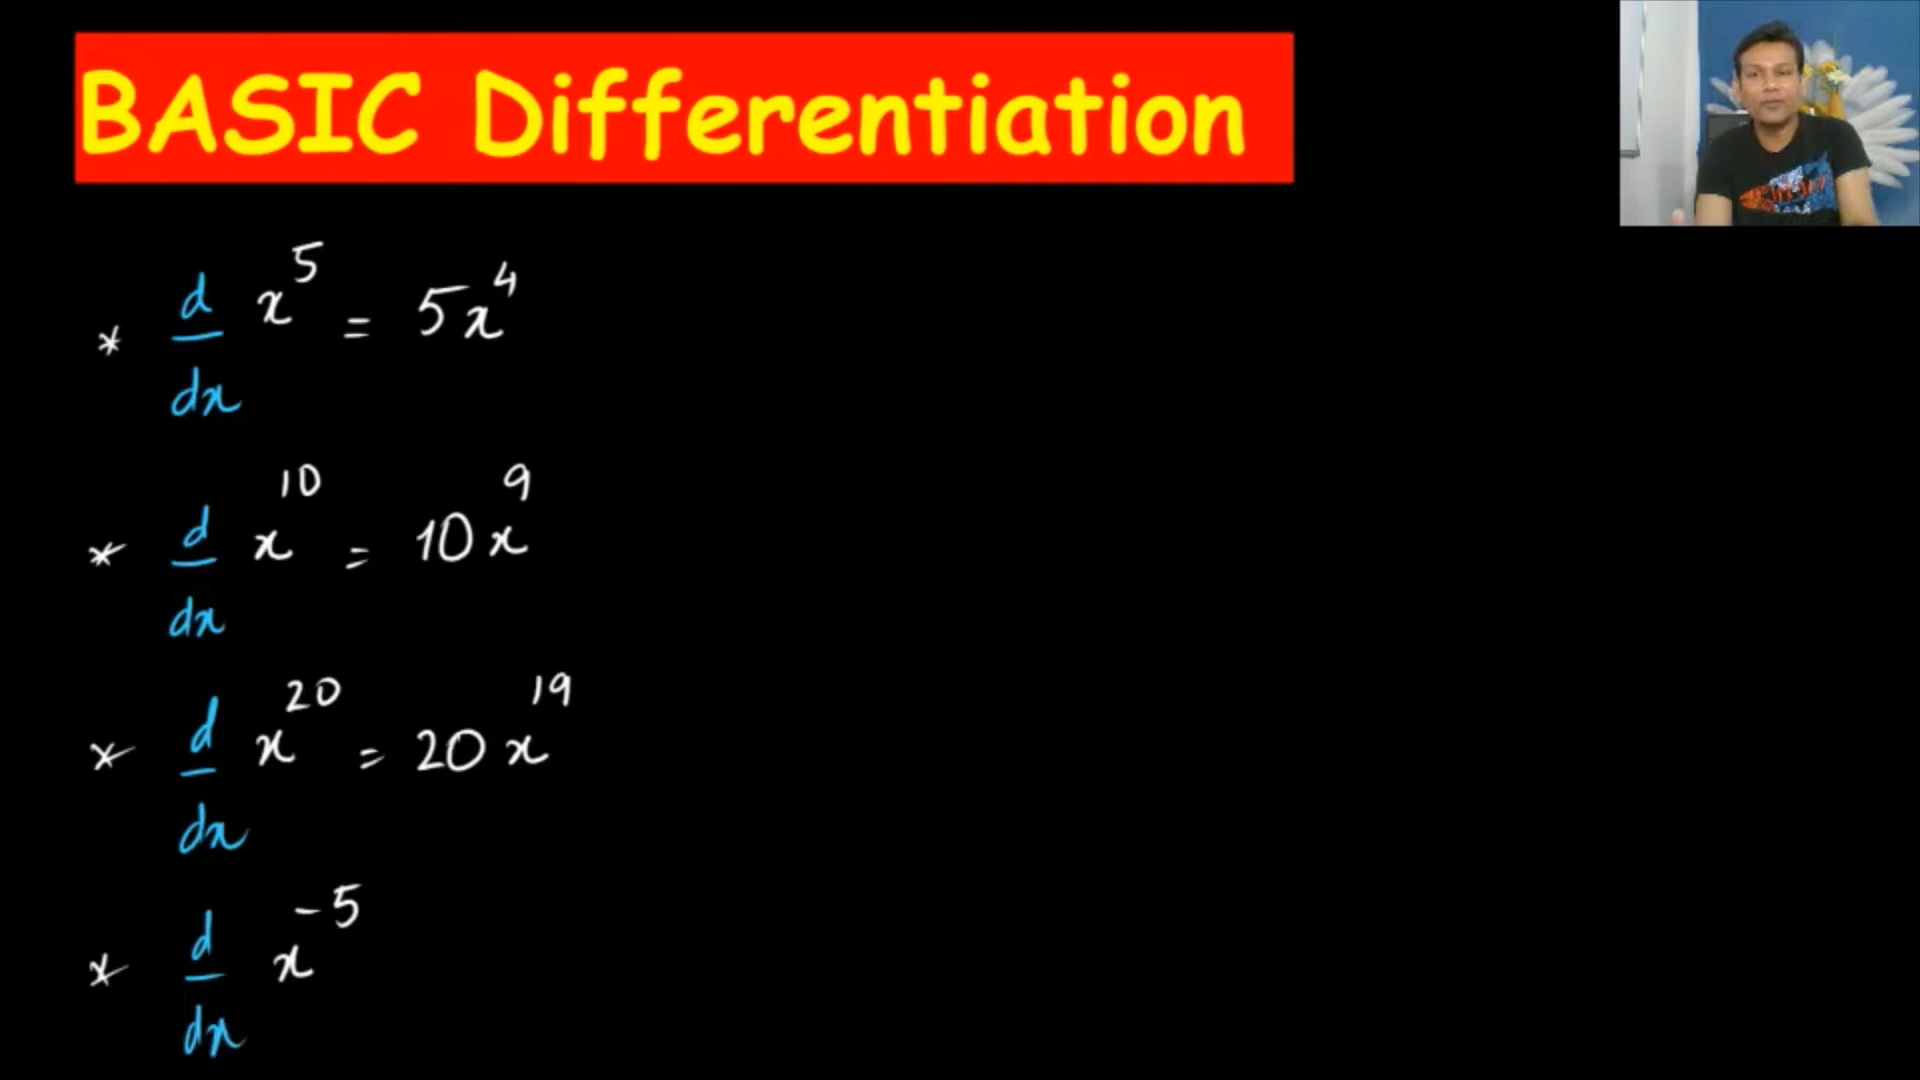 BASIC Differentiation
* d/dx x^5 = 5x^4
* d/dx x^10 = 10x^9
* d/dx x^20 = 20x^19
* d/dx x^-5